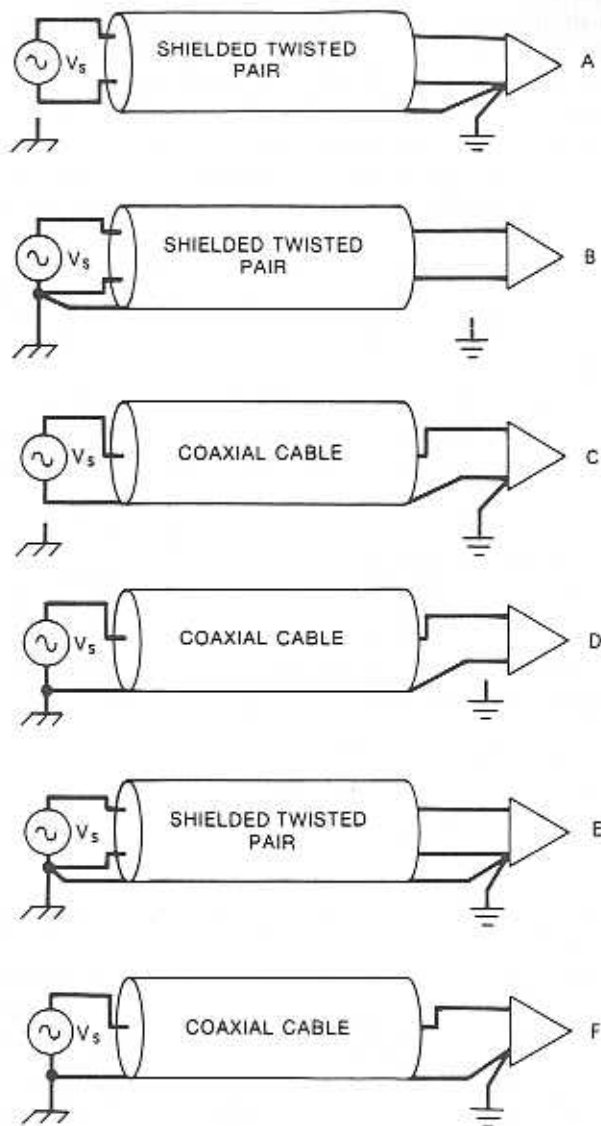 SHIELDED TWISTED
PAIR
Vs
A
SHIELDED TWISTED
PAIR
Vs
B
COAXIAL CABLE
Vs
C
COAXIAL CABLE
Vs
D
SHIELDED TWISTED
PAIR
Vs
E
COAXIAL CABLE
Vs
F